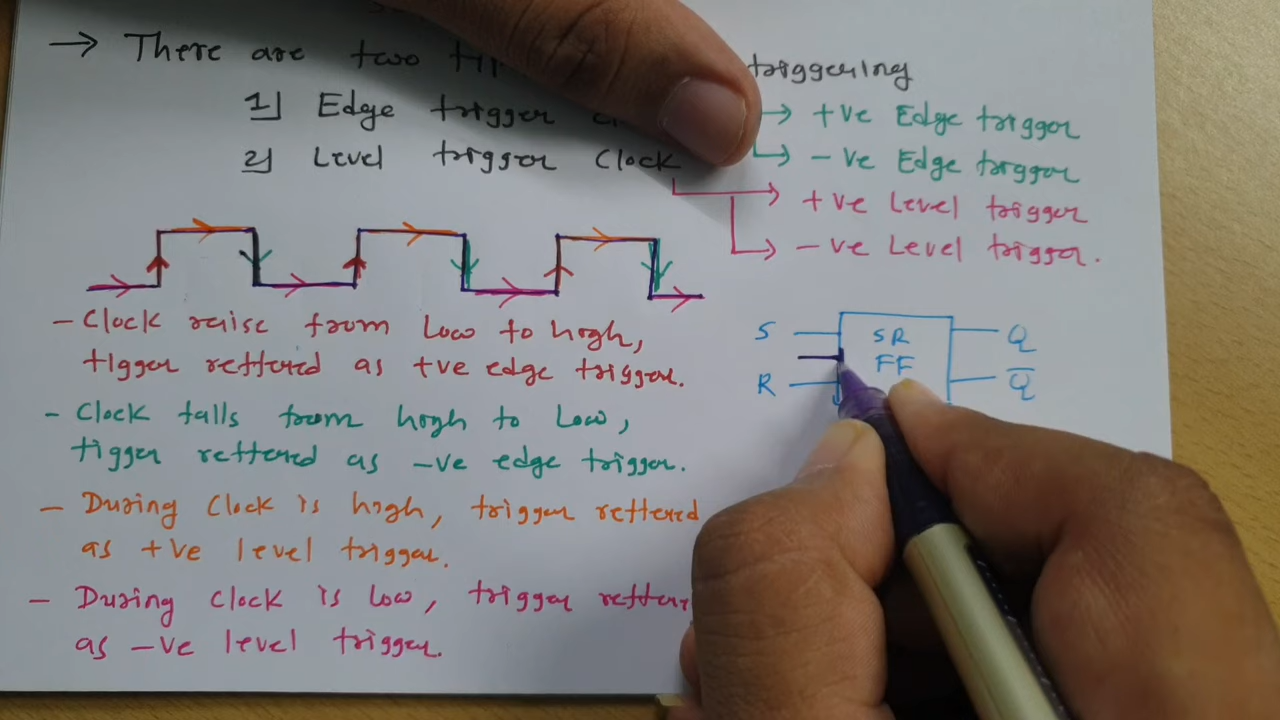 → There are two triggering
1] Edge trigger
2] Level trigger Clock
→ +ve Edge trigger
→ -ve Edge trigger
→ +ve Level trigger
→ -ve Level trigger.
- Clock raise from Low to high,
tigger reffered as +ve edge trigger.
- Clock falls from high to Low,
tigger reffered as -ve edge trigger.
- During Clock is high, trigger reffered
as +ve level trigger.
- During Clock is Low, trigger
as -ve level trigger.
S SR Q
FF
R Q̅